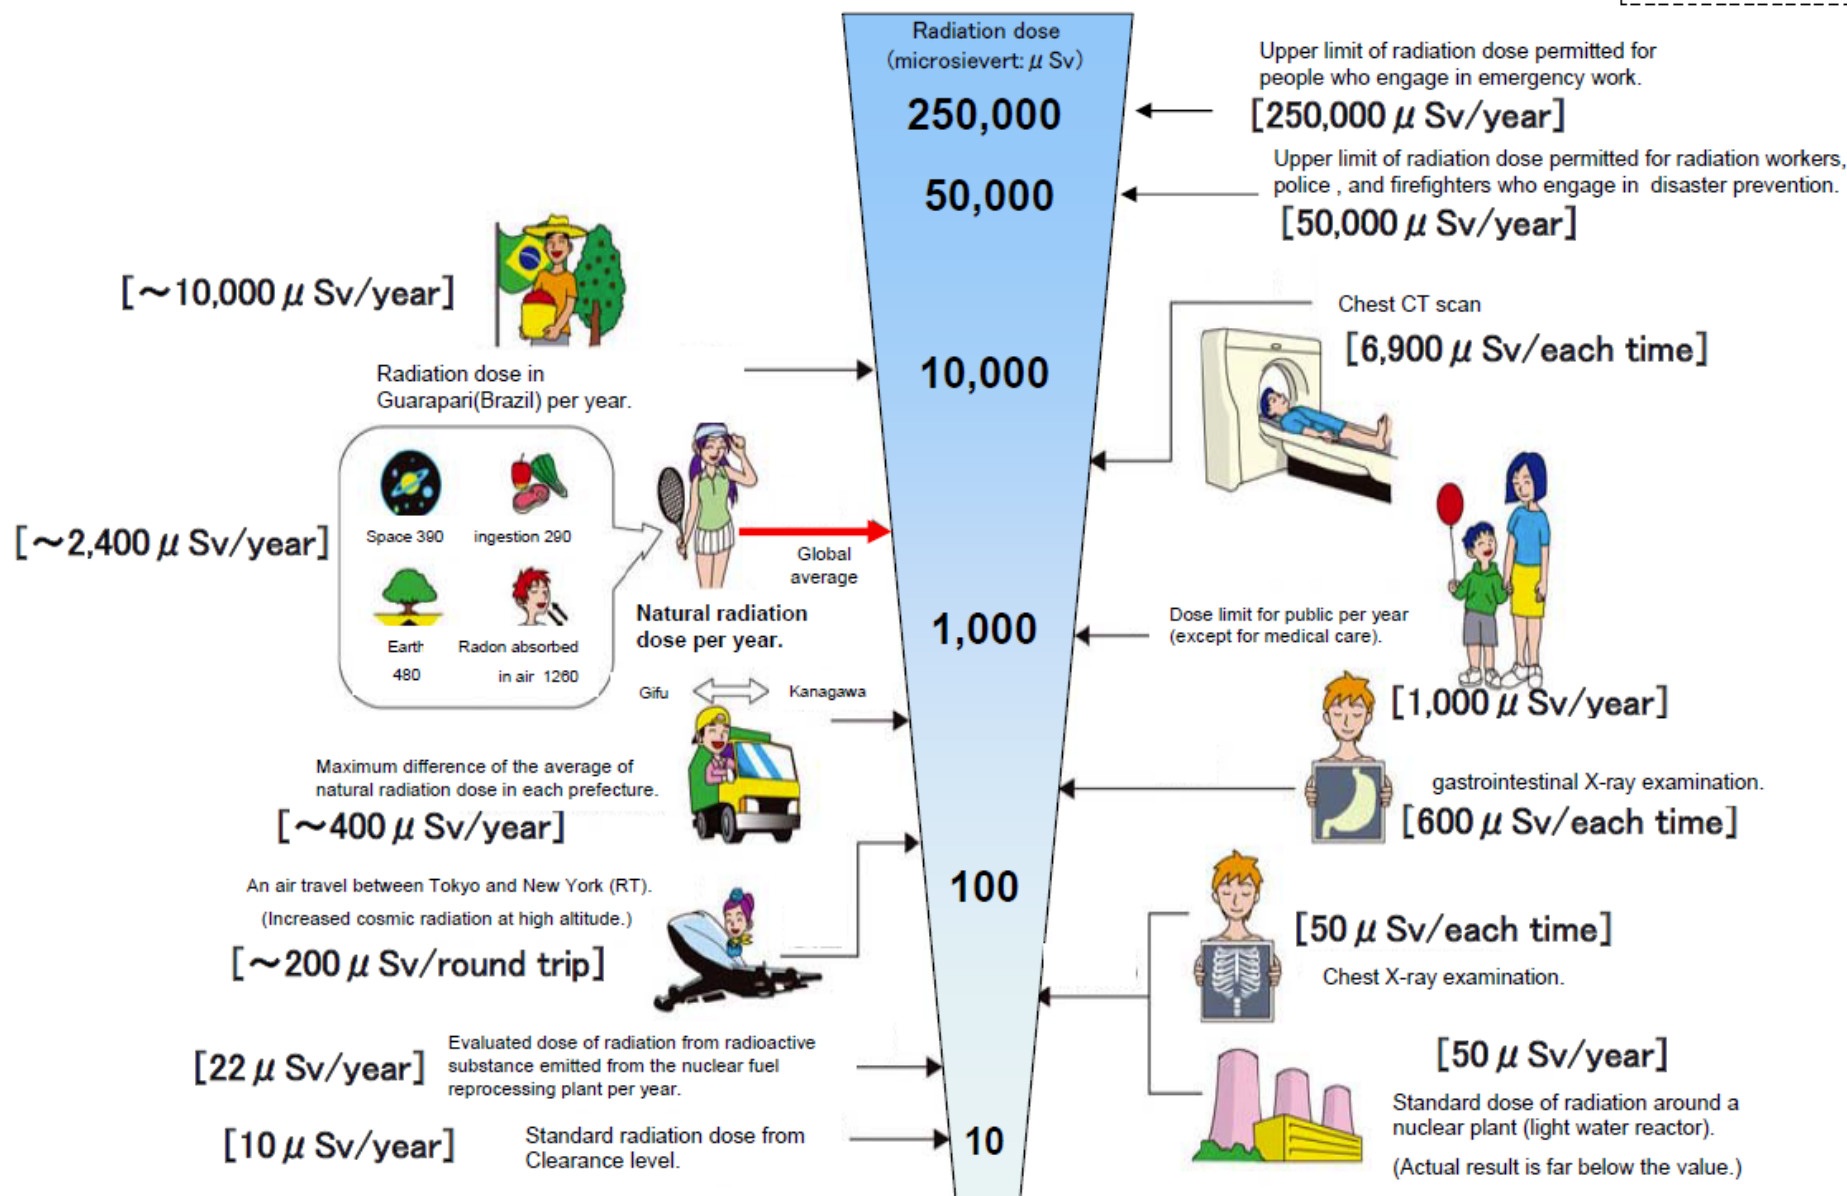 Radiation dose
(microsievert: μ Sv)
250,000
50,000
10,000
1,000
100
10
Upper limit of radiation dose permitted for
people who engage in emergency work.
[250,000 μ Sv/year]
Upper limit of radiation dose permitted for radiation workers,
police , and firefighters who engage in disaster prevention.
[50,000 μ Sv/year]
[~10,000 μ Sv/year]
Radiation dose in
Guarapari(Brazil) per year.
Chest CT scan
[6,900 μ Sv/each time]
[~2,400 μ Sv/year]
Space 390
ingestion 290
Earth
480
Radon absorbed
in air 1260
Global
average
Natural radiation
dose per year.
Dose limit for public per year
(except for medical care).
[1,000 μ Sv/year]
Gifu
Kanagawa
Maximum difference of the average of
natural radiation dose in each prefecture.
[~400 μ Sv/year]
gastrointestinal X-ray examination.
[600 μ Sv/each time]
An air travel between Tokyo and New York (RT).
(Increased cosmic radiation at high altitude.)
[~200 μ Sv/round trip]
[50 μ Sv/each time]
Chest X-ray examination.
[22 μ Sv/year]
Evaluated dose of radiation from radioactive
substance emitted from the nuclear fuel
reprocessing plant per year.
[50 μ Sv/year]
Standard dose of radiation around a
nuclear plant (light water reactor).
(Actual result is far below the value.)
[10 μ Sv/year]
Standard radiation dose from
Clearance level.